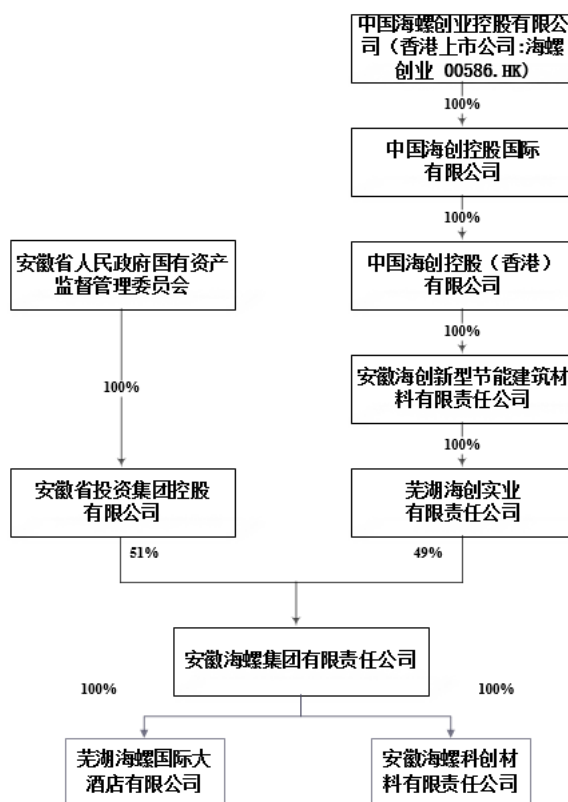 中国海螺创业控股有限公
司（香港上市公司:海螺
创业 00586.HK)
100%
中国海创控股国际
有限公司
100%
安徽省人民政府国有资产
监督管理委员会
中国海创控股（香港）
有限公司
100%
100%
安徽海创新型节能建筑材
料有限责任公司
100%
安徽省投资集团控股
有限公司
芜湖海创实业
有限责任公司
51%
49%
安徽海螺集团有限责任公司
100%
100%
芜湖海螺国际大
酒店有限公司
安徽海螺科创材
料有限责任公司